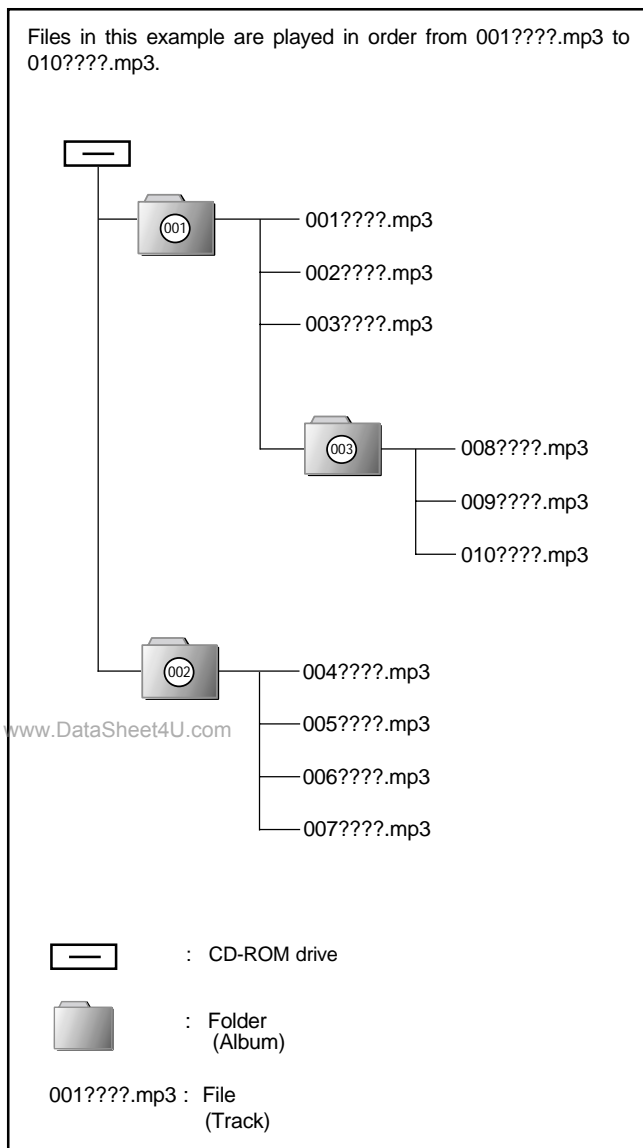 Files in this example are played in order from 001????.mp3 to
010????.mp3.
001
001????.mp3
002????.mp3
003????.mp3
003
008????.mp3
009????.mp3
010????.mp3
002
004????.mp3
www.DataSheet4U.com
005????.mp3
006????.mp3
007????.mp3
: CD-ROM drive
: Folder
(Album)
001????.mp3 : File
(Track)